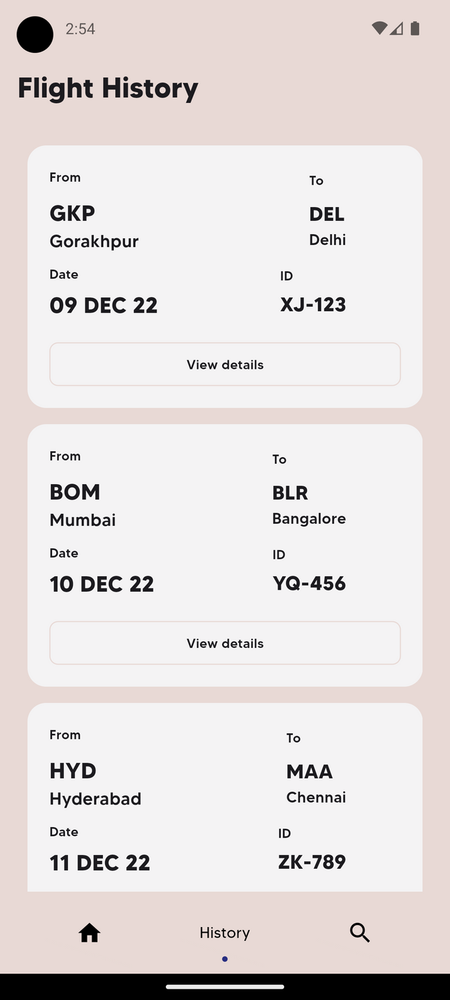 2:54
Flight History
From
To
GKP
DEL
Gorakhpur
Delhi
Date
ID
09 DEC 22
XJ-123
View details
From
To
BOM
BLR
Mumbai
Bangalore
Date
ID
10 DEC 22
YQ-456
View details
From
To
HYD
MAA
Hyderabad
Chennai
Date
ID
11 DEC 22
ZK-789
History